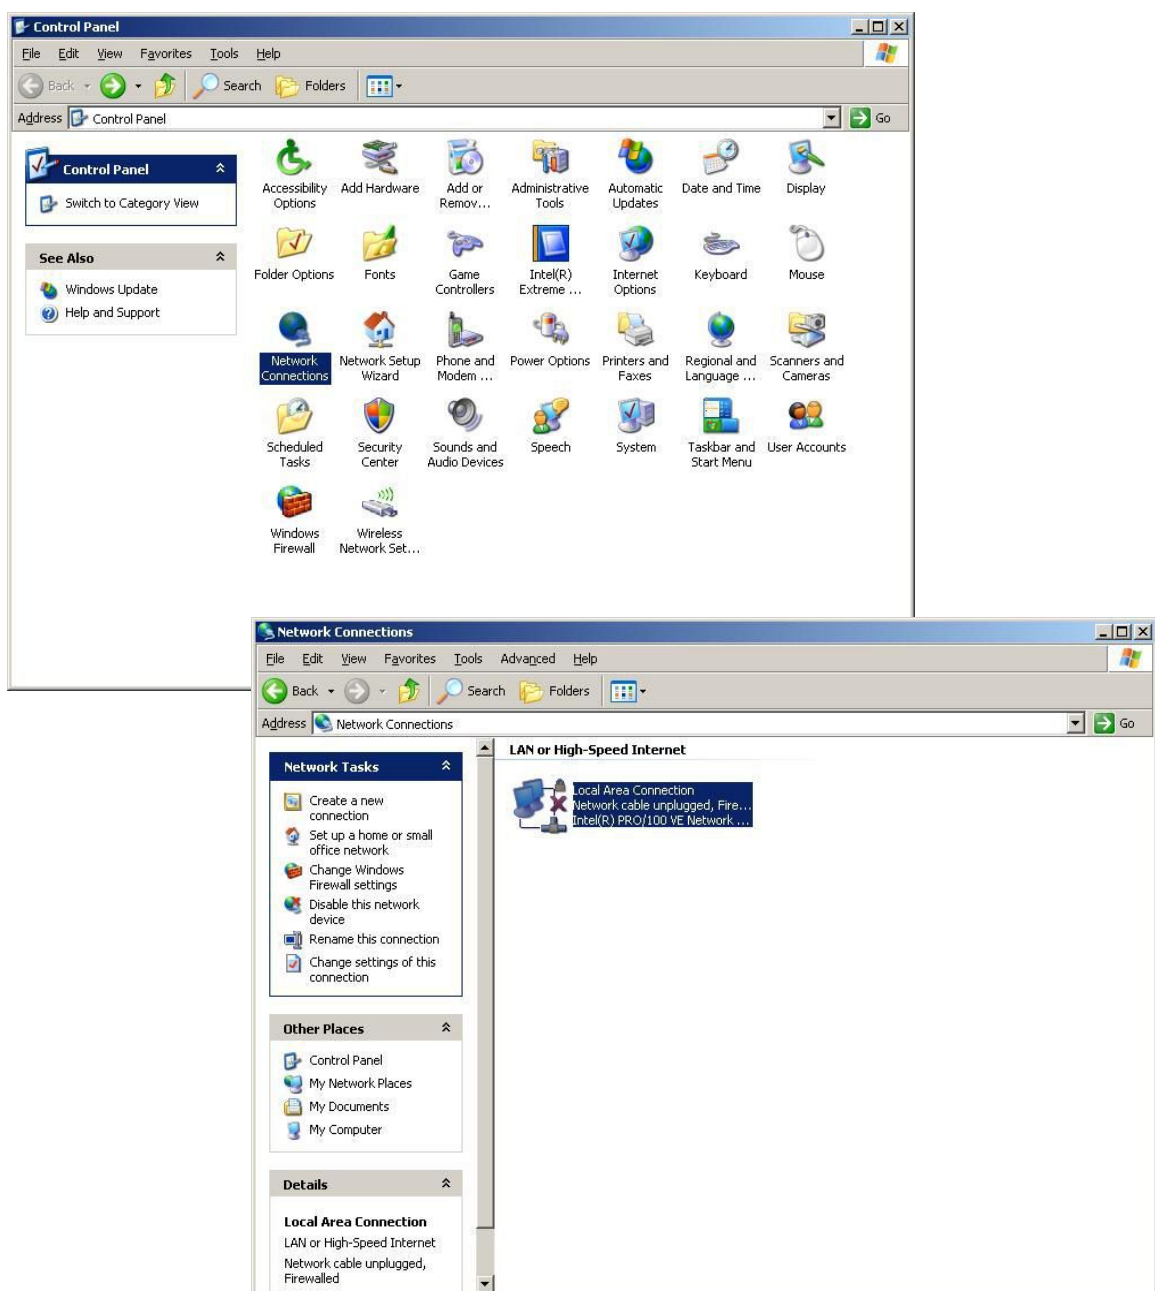 Control Panel
File Edit View Favorites Tools Help
Back Search Folders
Address Control Panel Go
Control Panel
Switch to Category View
See Also
Windows Update
Help and Support
Accessibility Options
Add Hardware
Add or Remov...
Administrative Tools
Automatic Updates
Date and Time
Display
Folder Options
Fonts
Game Controllers
Intel(R) Extreme ...
Internet Options
Keyboard
Mouse
Network Connections
Network Setup Wizard
Phone and Modem ...
Power Options
Printers and Faxes
Regional and Language ...
Scanners and Cameras
Scheduled Tasks
Security Center
Sounds and Audio Devices
Speech
System
Taskbar and Start Menu
User Accounts
Windows Firewall
Wireless Network Set...
Network Connections
File Edit View Favorites Tools Advanced Help
Back Search Folders
Address Network Connections Go
Network Tasks
Create a new
connection
Set up a home or small
office network
Change Windows
Firewall settings
Disable this network
device
Rename this connection
Change settings of this
connection
Other Places
Control Panel
My Network Places
My Documents
My Computer
Details
Local Area Connection
LAN or High-Speed Internet
Network cable unplugged,
Firewalled
LAN or High-Speed Internet
Local Area Connection
Network cable unplugged, Fire...
Intel(R) PRO/100 VE Network ...